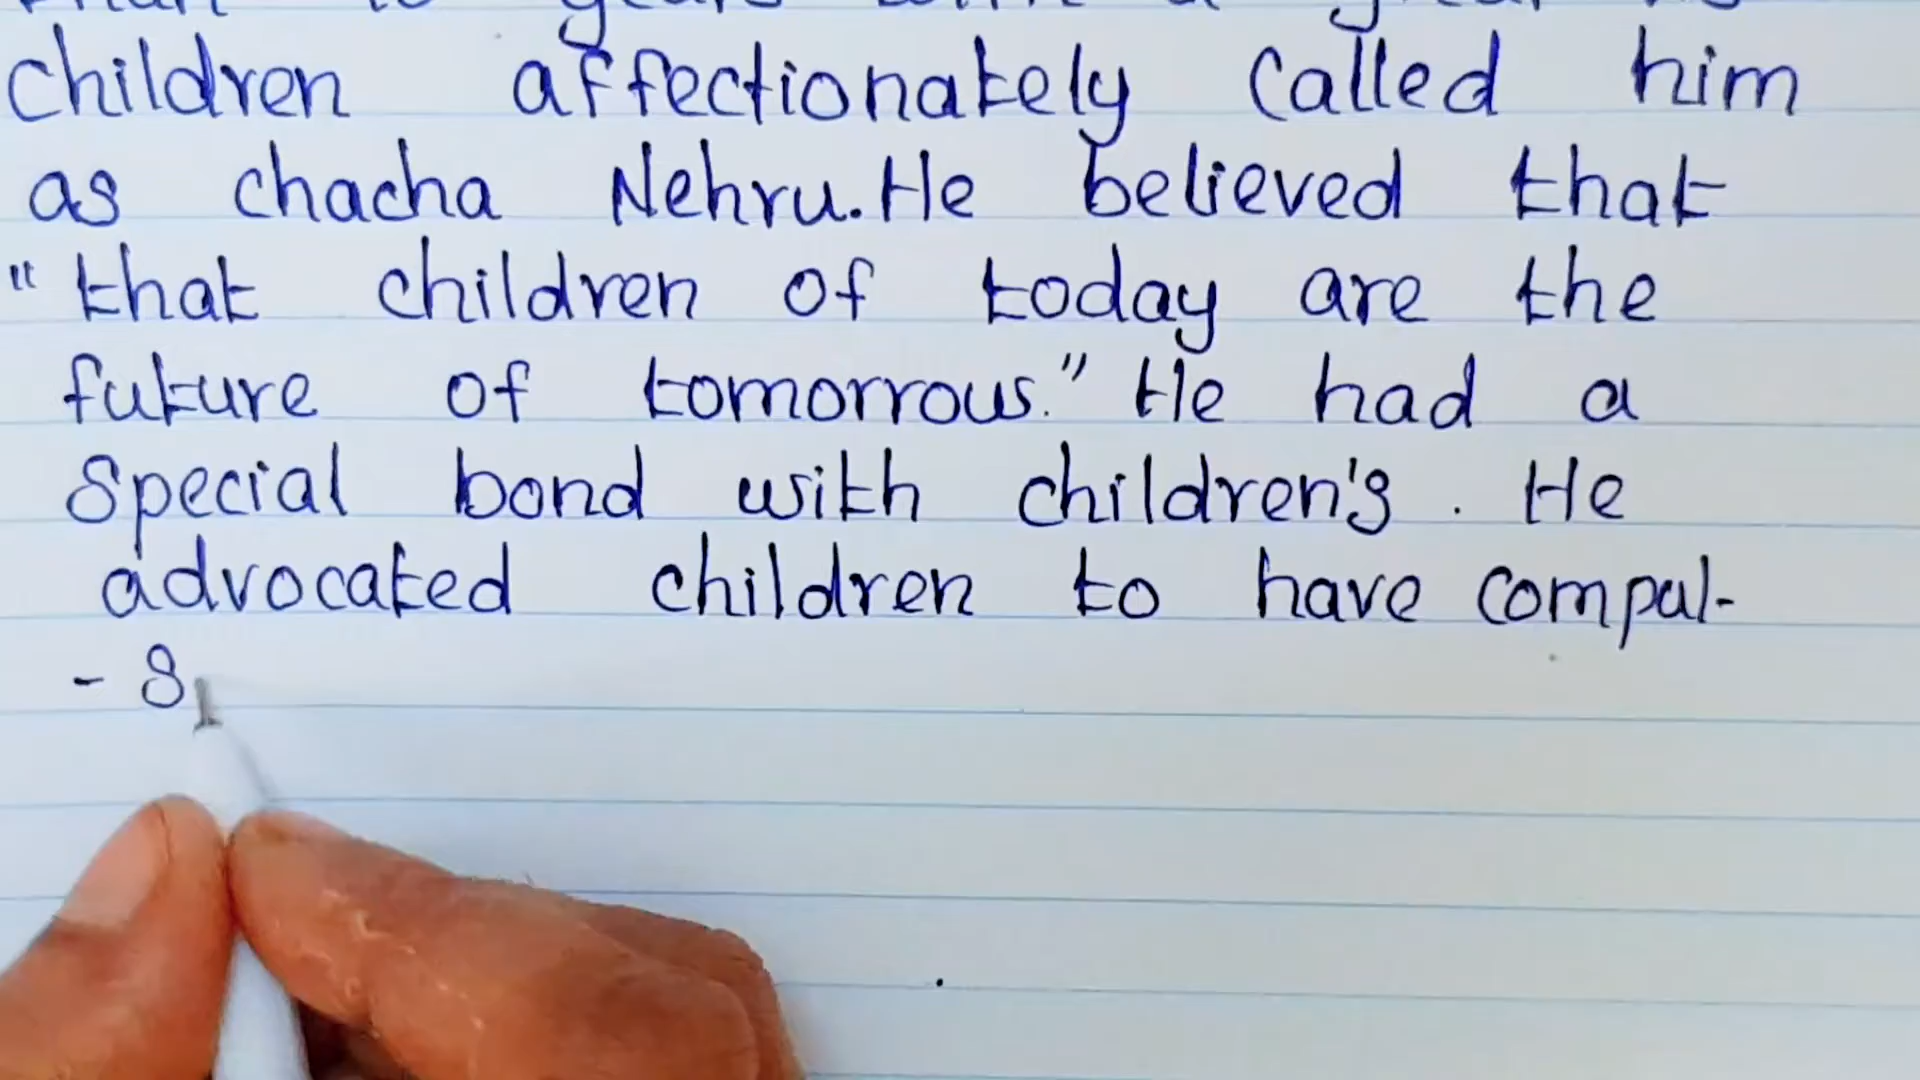 children affectionately called him
as chacha Nehru. He believed that
"that children of today are the
future of tomorrous." He had a
special bond with children's . He
advocated children to have compul-
- s